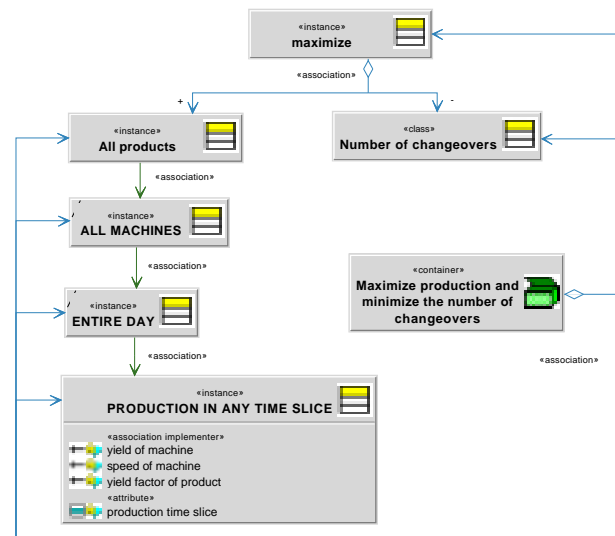 «instance»
maximize
«association»
+
-
«instance»
All products
«class»
Number of changeovers
«association»
«instance»
ALL MACHINES
«association»
«container»
Maximize production and
minimize the number of
changeovers
«instance»
ENTIRE DAY
«association»
«association»
«instance»
PRODUCTION IN ANY TIME SLICE
«association implementer»
yield of machine
speed of machine
yield factor of product
«attribute»
production time slice